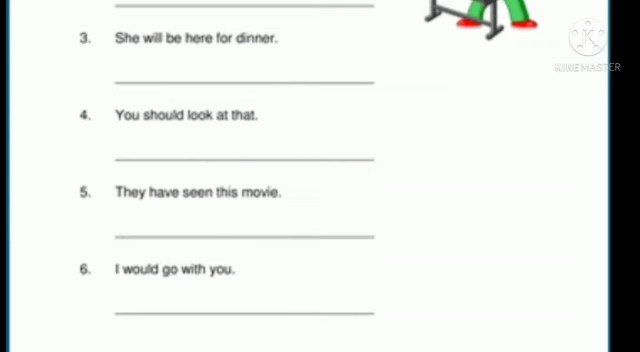 3. She will be here for dinner.
KINEMASTER
4. You should look at that.
5. They have seen this movie.
6. I would go with you.